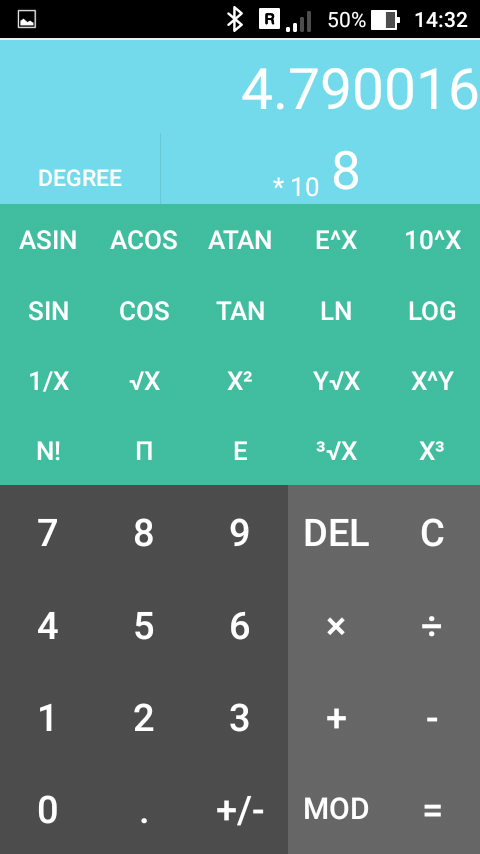 R 50% 14:32
4.790016
DEGREE * 10 8
ASIN ACOS ATAN E^X 10^X
SIN COS TAN LN LOG
1/X √X X² Y√X X^Y
N! П E ³√X X³
7 8 9 DEL C
4 5 6 × ÷
1 2 3 + -
0 . +/- MOD =